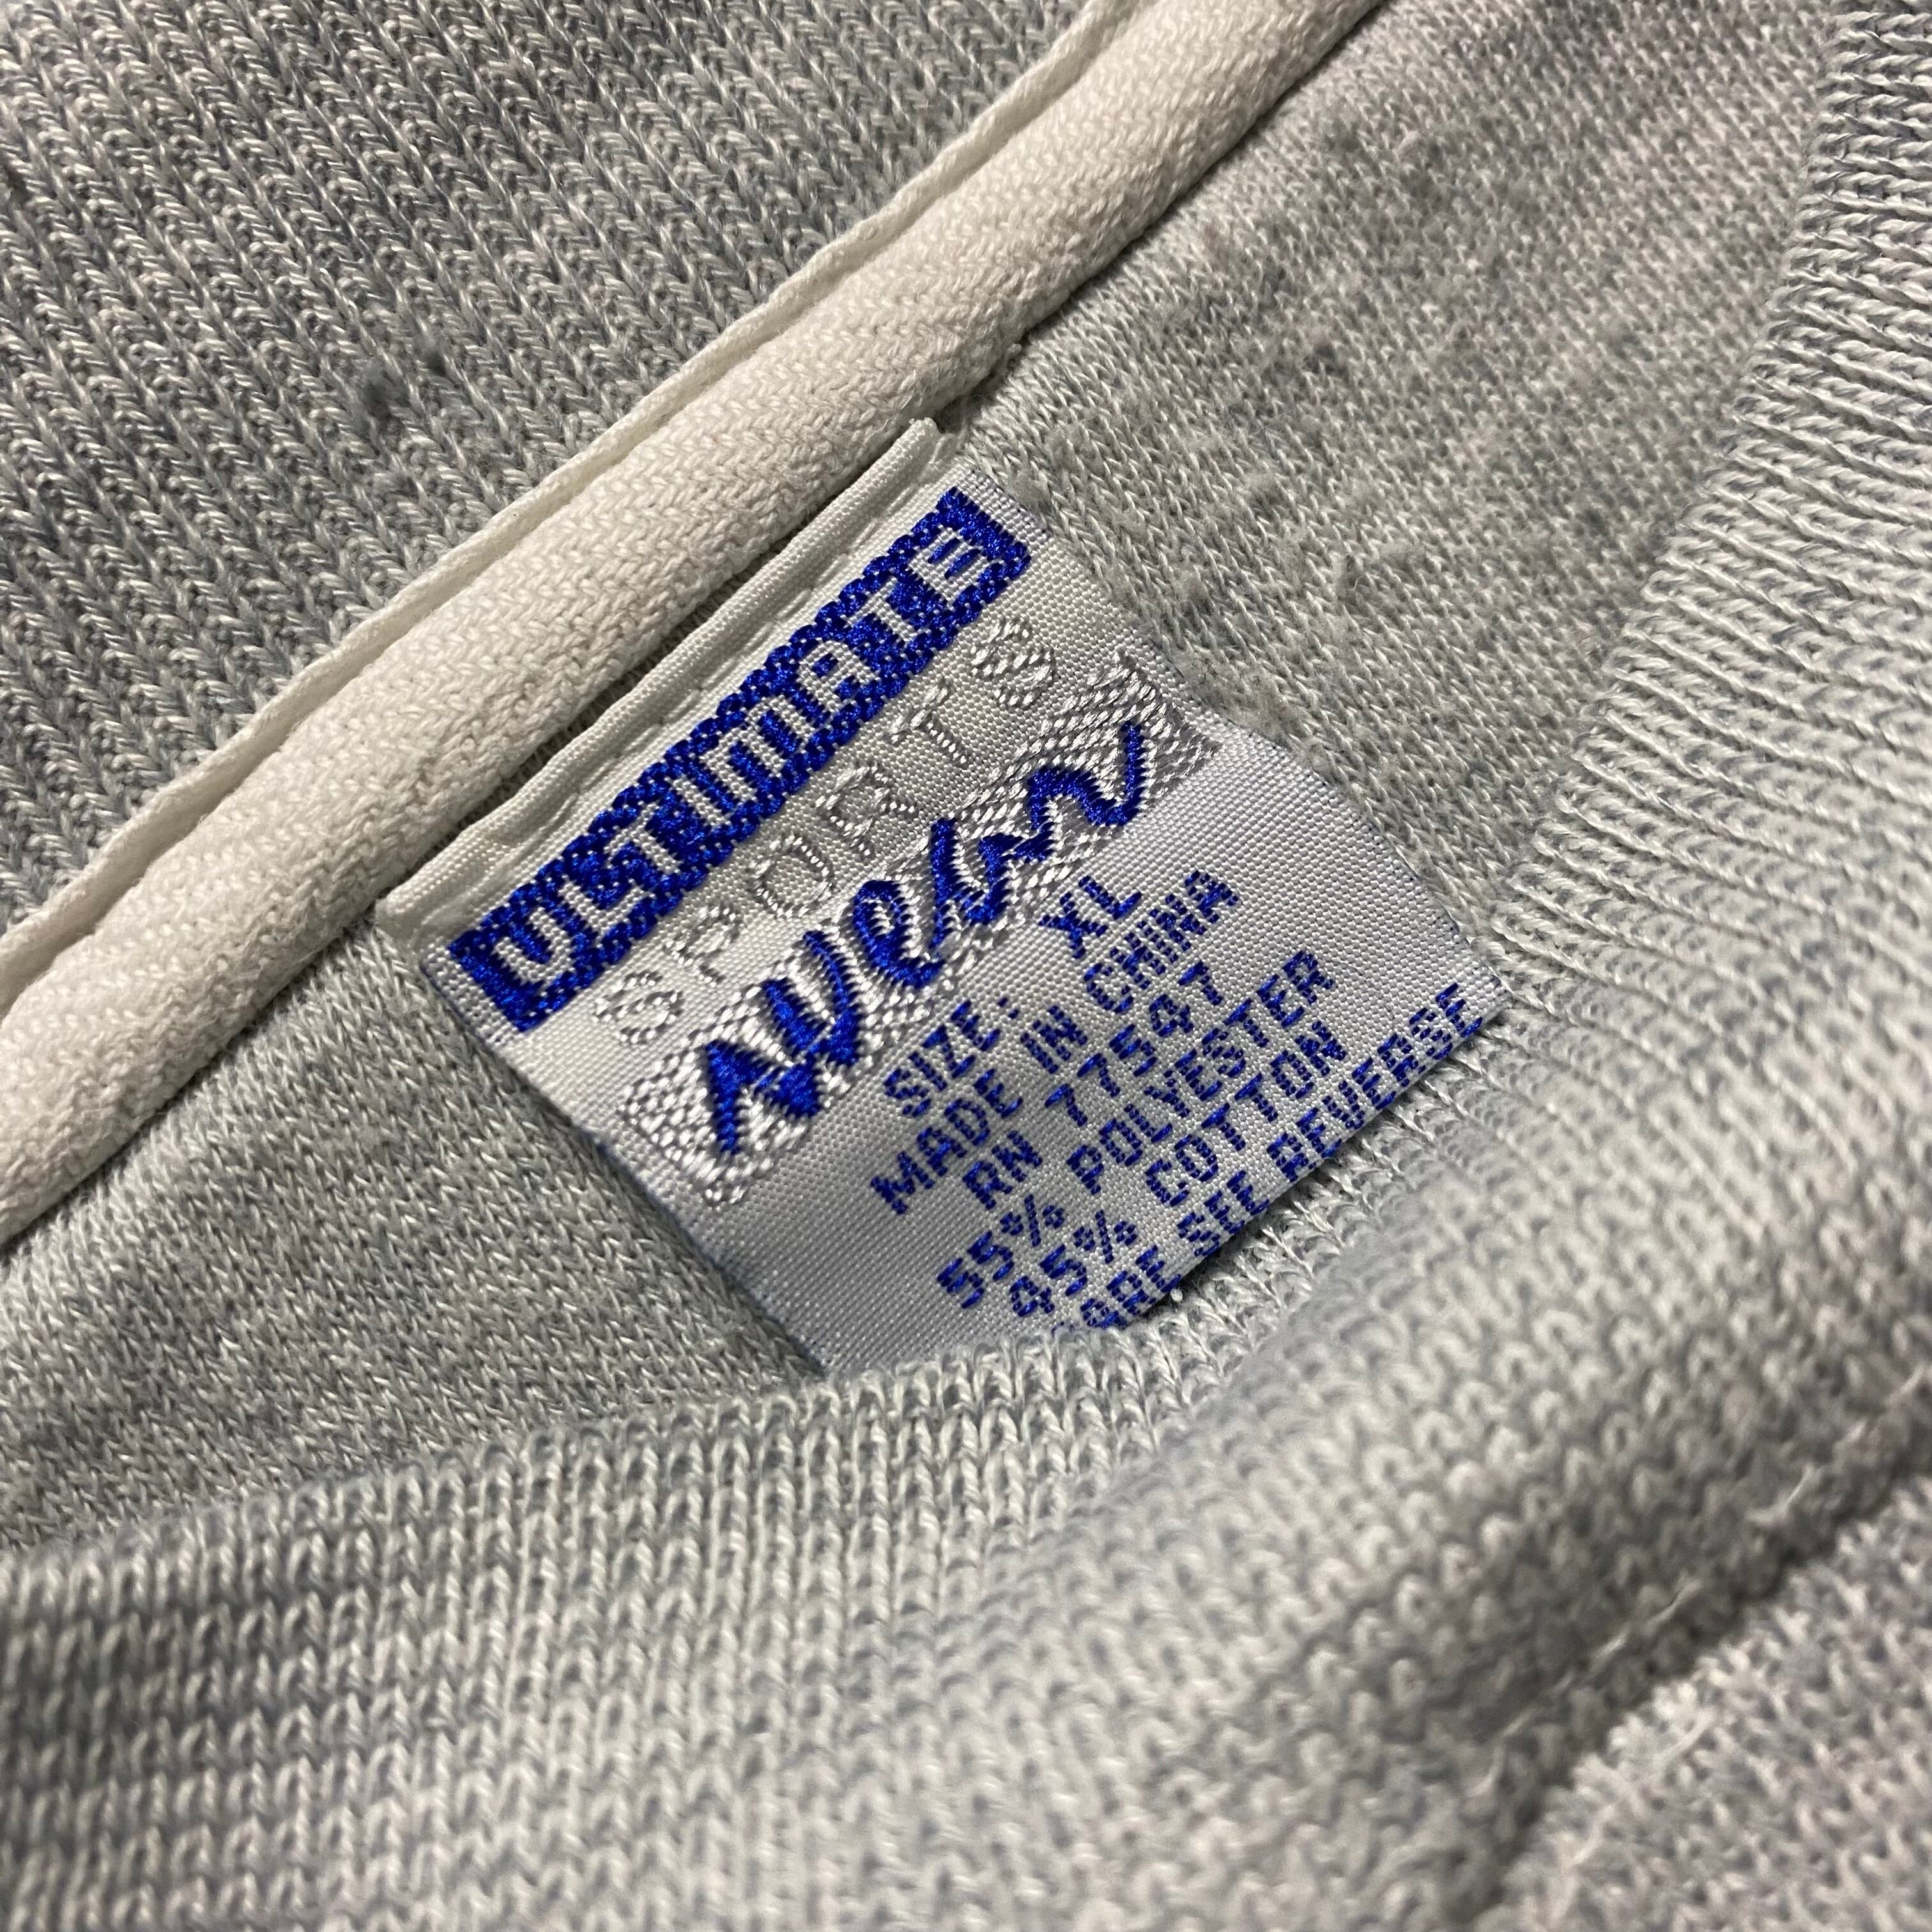 ULTIMATE
SPORTS
Wear
SIZE: XL
MADE IN CHINA
RN 77547
55% POLYESTER
45% COTTON
CARE SEE REVERSE